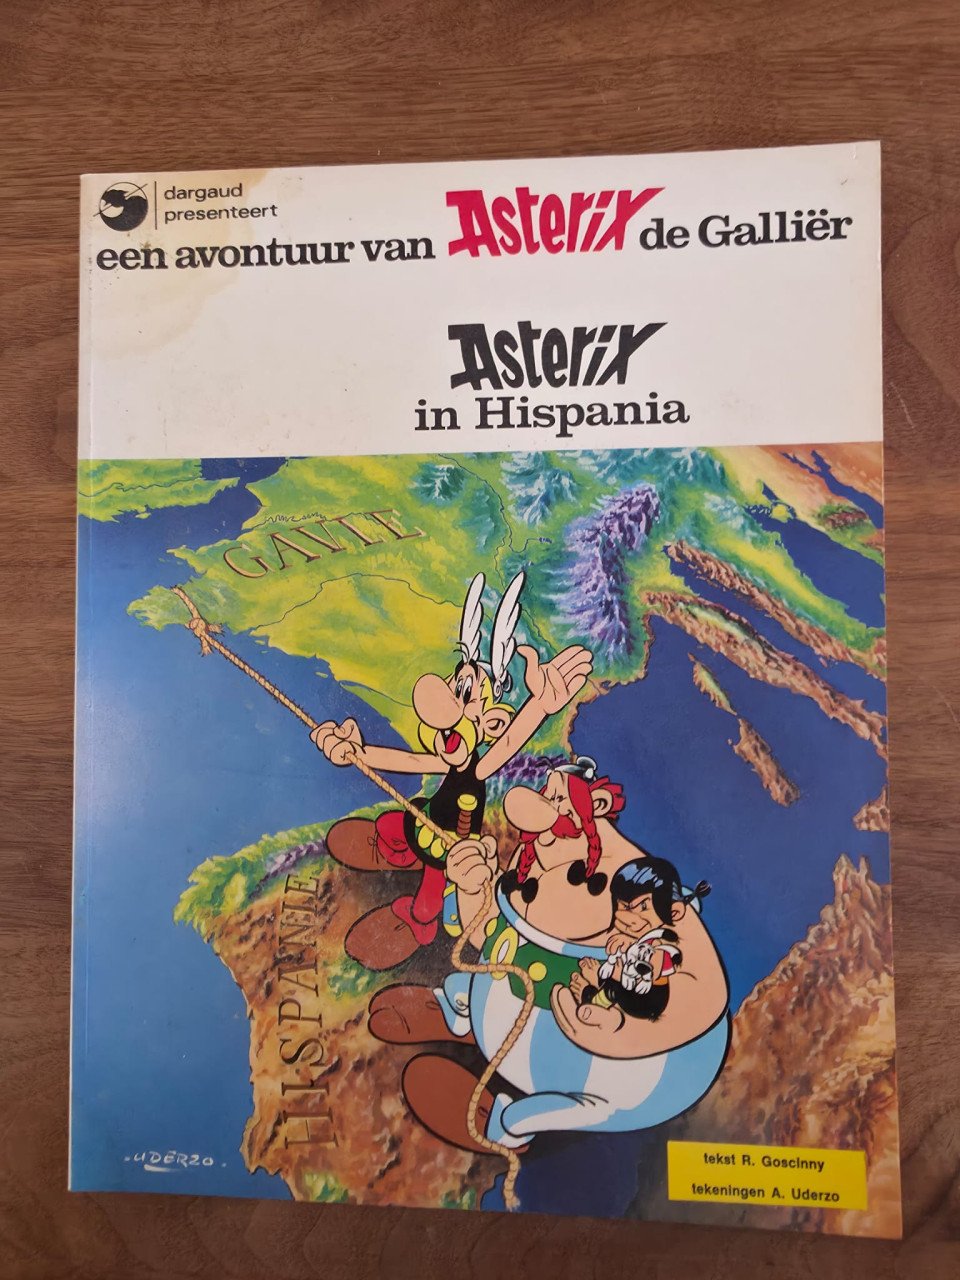 dargaud
presenteert
een avontuur van Asterix de Galliër
Asterix
in Hispania
GAVLE
HISPANIE
-UDERZO-
tekst R. Goscinny
tekeningen A. Uderzo